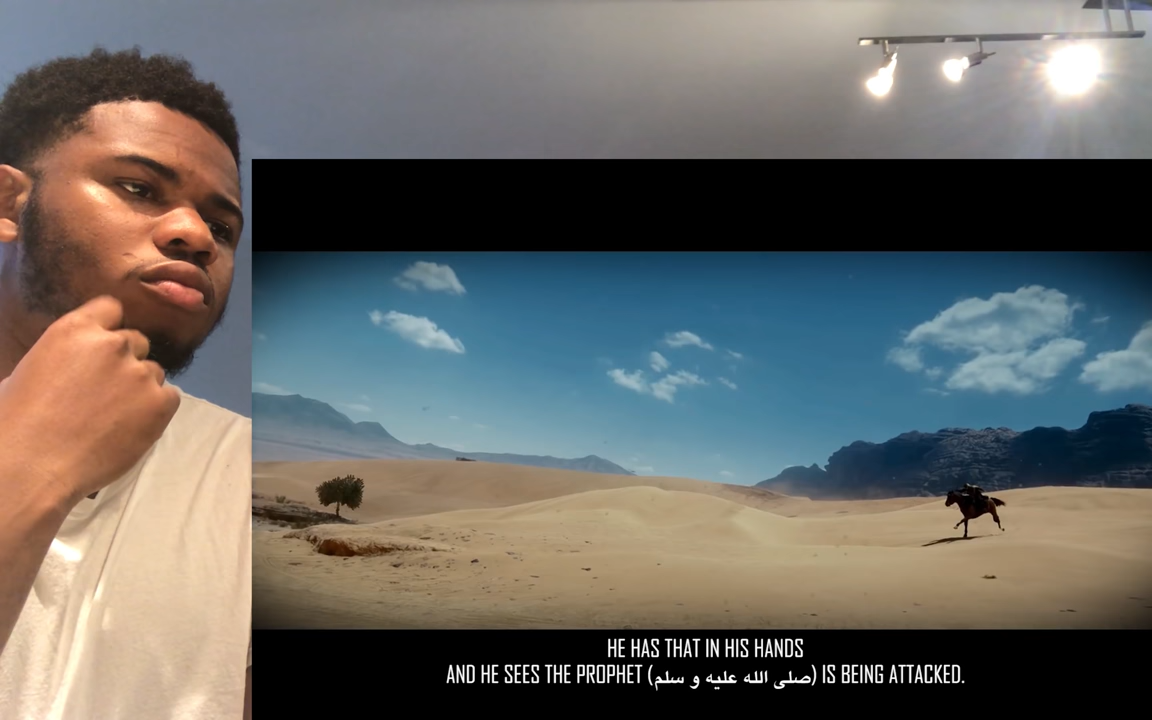 HE HAS THAT IN HIS HANDS
AND HE SEES THE PROPHET (صلى الله عليه و سلم) IS BEING ATTACKED.